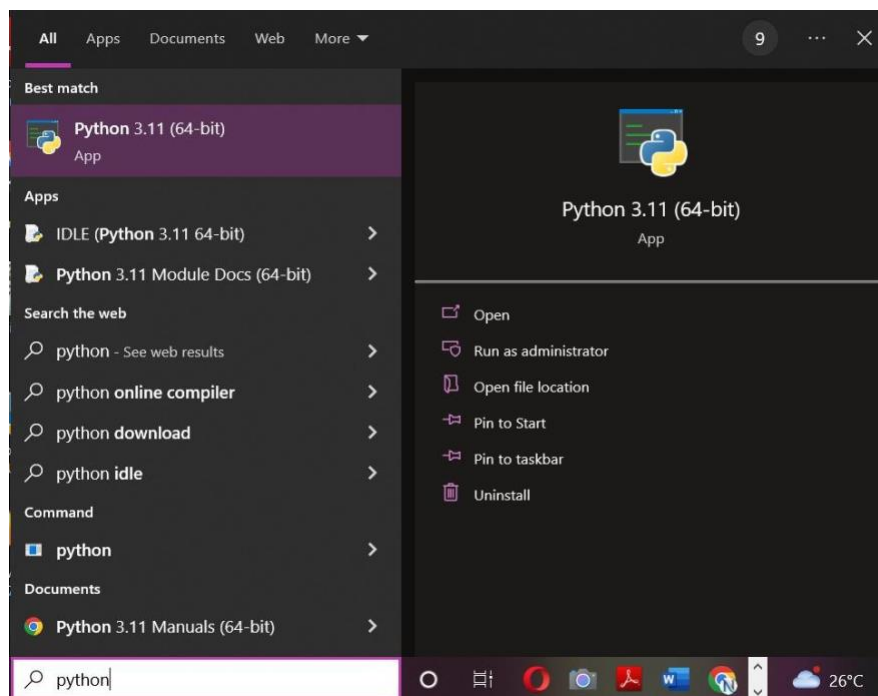 All Apps Documents Web More 9 ...
Best match
Python 3.11 (64-bit)
App
Apps
IDLE (Python 3.11 64-bit)
Python 3.11 Module Docs (64-bit)
Search the web
python - See web results
python online compiler
python download
python idle
Command
python
Documents
Python 3.11 Manuals (64-bit)
python
Python 3.11 (64-bit)
App
Open
Run as administrator
Open file location
Pin to Start
Pin to taskbar
Uninstall
W N 26°C